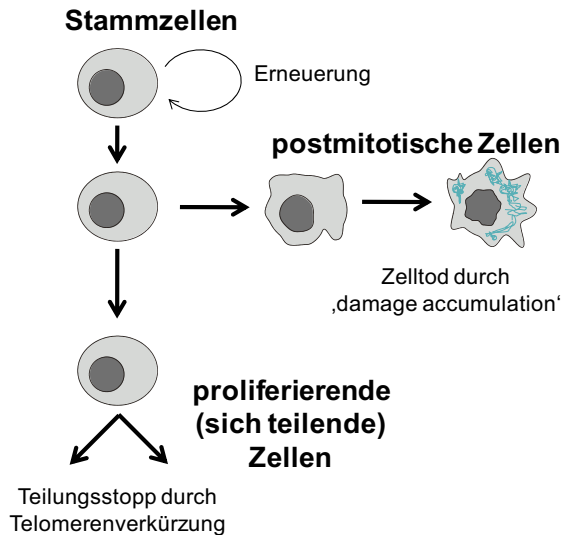 Stammzellen
Erneuerung
postmitotische Zellen
Zelltod durch
‚damage accumulation‘
proliferierende
(sich teilende)
Zellen
Teilungsstopp durch
Telomerenverkürzung